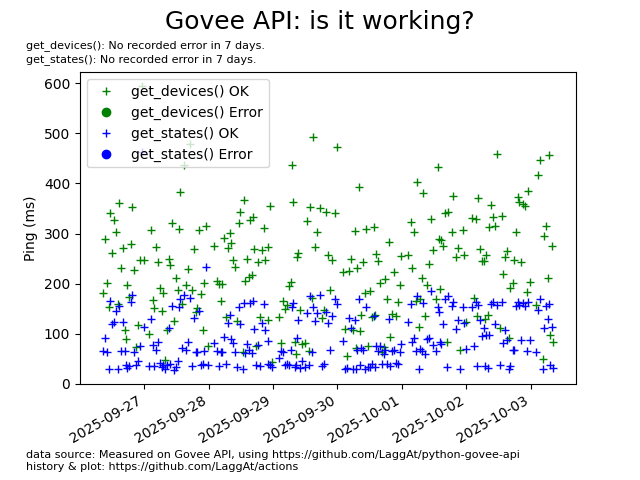 Govee API: is it working?
get_devices(): No recorded error in 7 days.
get_states(): No recorded error in 7 days.
get_devices() OK
get_devices() Error
get_states() OK
get_states() Error
Ping (ms)
600
500
400
300
200
100
0
2025-09-27
2025-09-28
2025-09-29
2025-09-30
2025-10-01
2025-10-02
2025-10-03
data source: Measured on Govee API, using https://github.com/LaggAt/python-govee-api
history & plot: https://github.com/LaggAt/actions